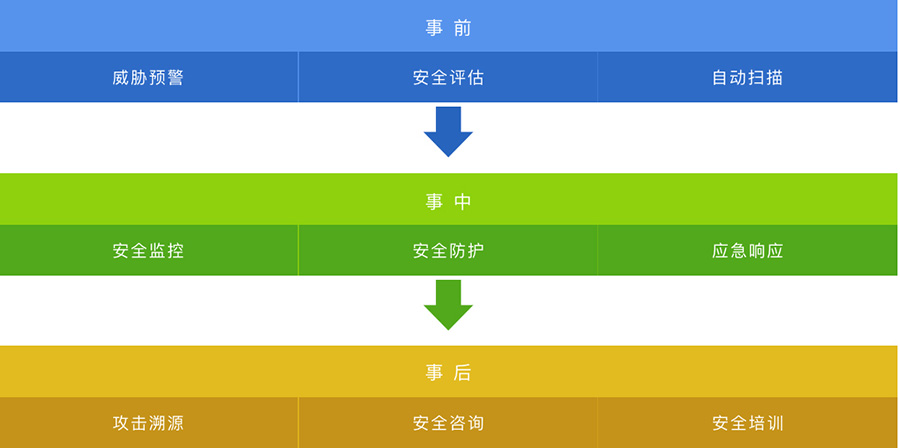 事前
威胁预警 安全评估 自动扫描
事中
安全监控 安全防护 应急响应
事后
攻击溯源 安全咨询 安全培训